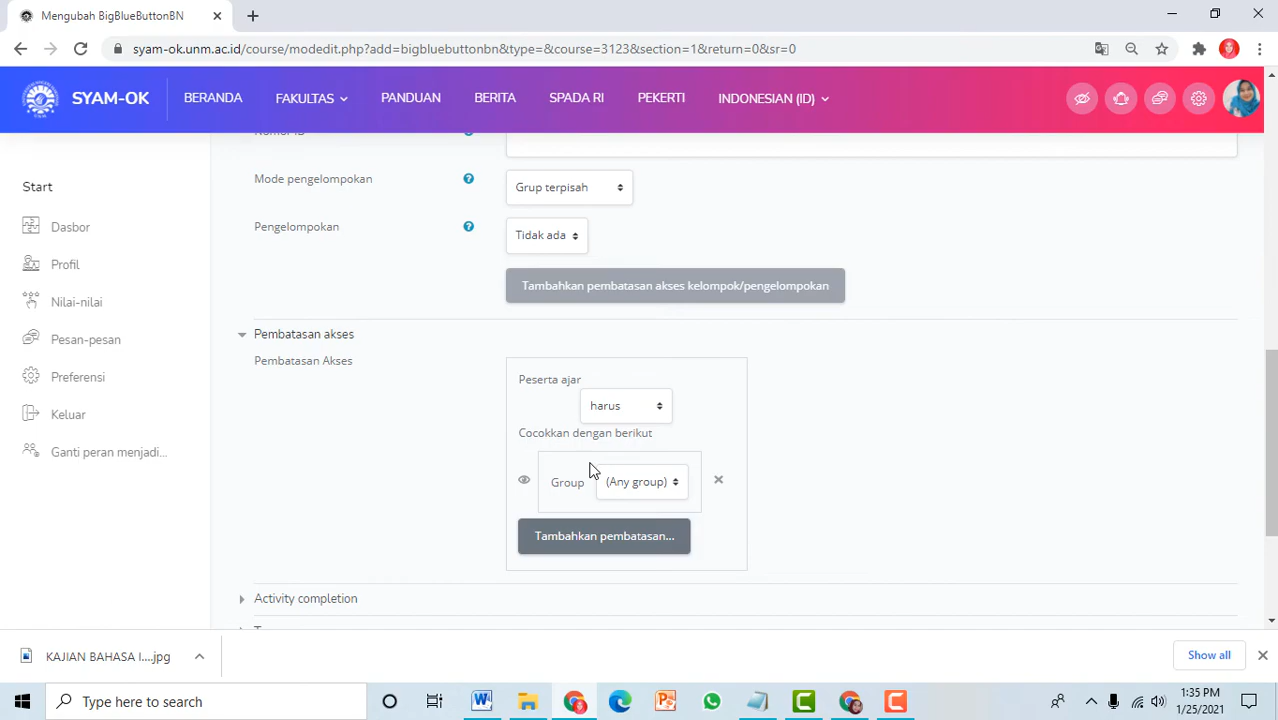 Mengubah BigBlueButtonBN
syam-ok.unm.ac.id/course/modedit.php?add=bigbluebuttonbn&type=&course=3123&section=1&return=0&sr=0
SYAM-OK
BERANDA
FAKULTAS
PANDUAN
BERITA
SPADA RI
PEKERTI
INDONESIAN (ID)
Start
Dasbor
Profil
Nilai-nilai
Pesan-pesan
Preferensi
Keluar
Ganti peran menjadi...
Mode pengelompokan
Grup terpisah
Pengelompokan
Tidak ada
Tambahkan pembatasan akses kelompok/pengelompokan
Pembatasan akses
Pembatasan Akses
Peserta ajar
harus
Cocokkan dengan berikut
Group
(Any group)
Tambahkan pembatasan...
Activity completion
KAJIAN BAHASA I....jpg
Show all
Type here to search
1:35 PM
1/25/2021